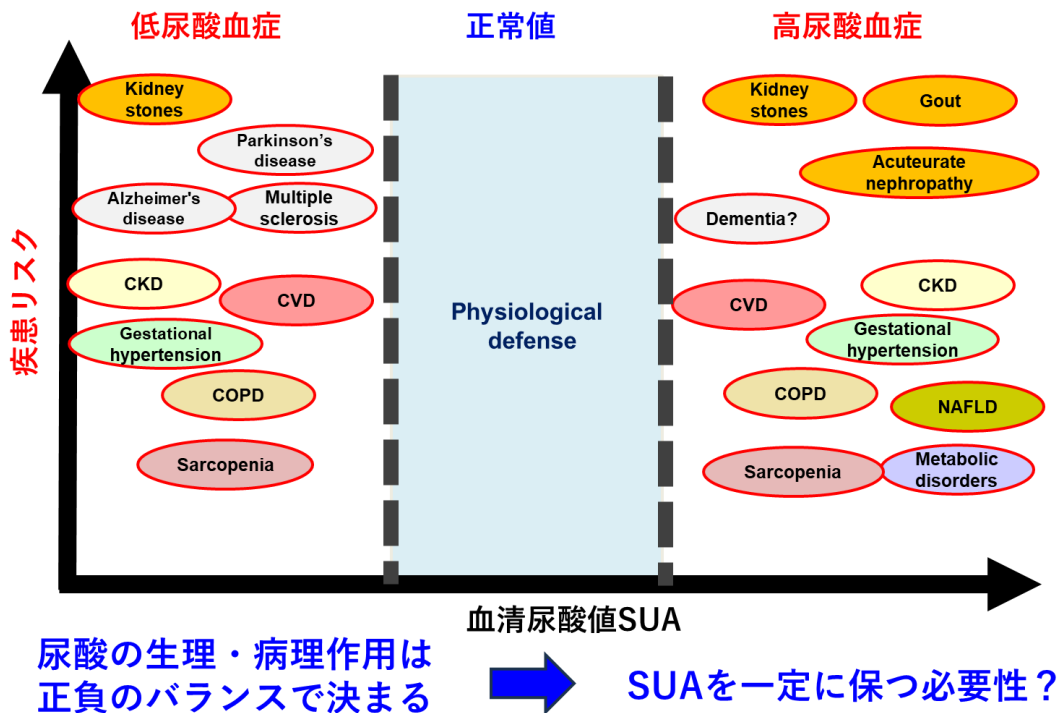 低尿酸血症
正常値
高尿酸血症
疾患リスク
Kidney
stones
Parkinson's
disease
Alzheimer's
disease
Multiple
sclerosis
CKD
CVD
Gestational
hypertension
COPD
Sarcopenia
Physiological
defense
Kidney
stones
Gout
Acuteurate
nephropathy
Dementia?
CVD
CKD
Gestational
hypertension
COPD
NAFLD
Sarcopenia
Metabolic
disorders
血清尿酸値SUA
尿酸の生理・病理作用は
正負のバランスで決まる
SUAを一定に保つ必要性？